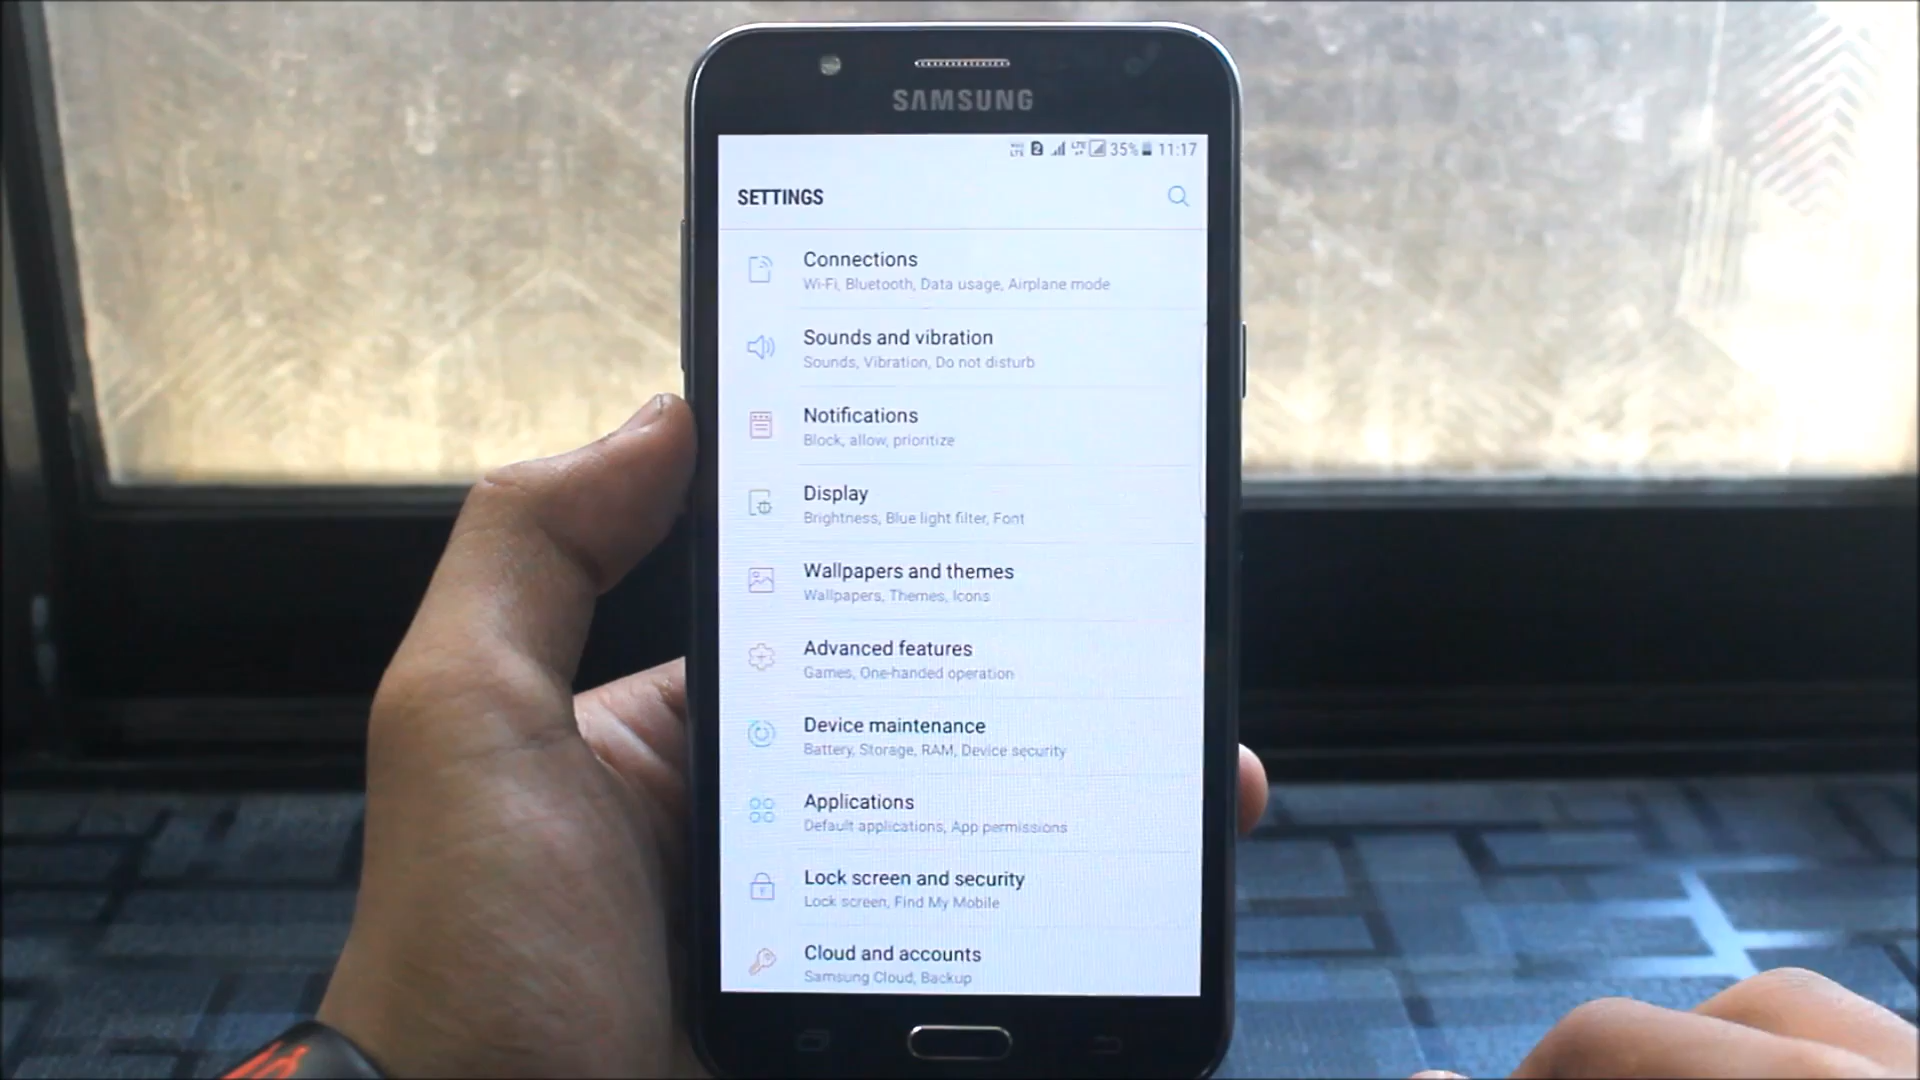 SAMSUNG
LTE 2 LTE 35% 11:17
SETTINGS
Connections
Wi-Fi, Bluetooth, Data usage, Airplane mode
Sounds and vibration
Sounds, Vibration, Do not disturb
Notifications
Block, allow, prioritize
Display
Brightness, Blue light filter, Font
Wallpapers and themes
Wallpapers, Themes, Icons
Advanced features
Games, One-handed operation
Device maintenance
Battery, Storage, RAM, Device security
Applications
Default applications, App permissions
Lock screen and security
Lock screen, Find My Mobile
Cloud and accounts
Samsung Cloud, Backup